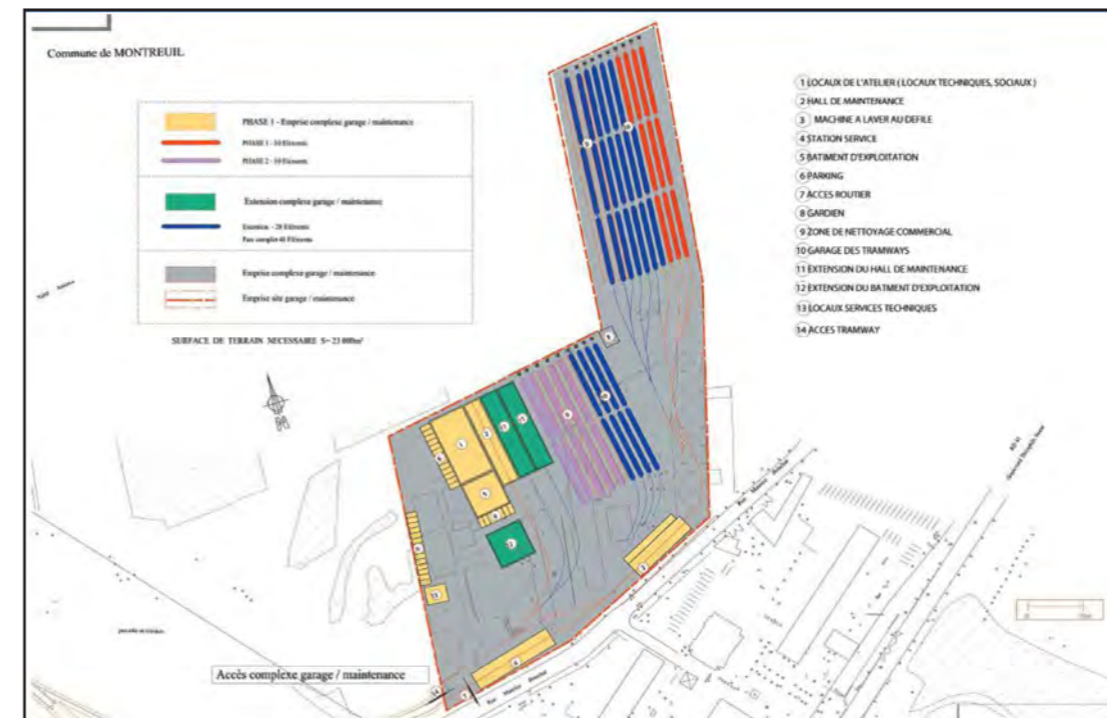 Commune de MONTREUIL
PHASE 1 - Emprise complexe garage / maintenance
PHASE 1 - 10 Eléments
PHASE 2 - 10 Eléments
Extension complexe garage / maintenance
Extention - 20 Eléments
Parc complet 40 Eléments
Emprise complexe garage / maintenance
Emprise site garage / maintenance
SURFACE DE TERRAIN NECESSAIRE S=
1 LOCAUX DE L'ATELIER ( LOCAUX TECHNIQUES, SOCIAUX )
2 HALL DE MAINTENANCE
3 MACHINE A LAVER AU DEFILE
4 STATION SERVICE
5 BATIMENT D'EXPLOITATION
6 PARKING
7 ACCES ROUTIER
8 GARDIEN
9 ZONE DE NETTOYAGE COMMERCIAL
10 GARAGE DES TRAMWAYS
11 EXTENSION DU HALL DE MAINTENANCE
12 EXTENSION DU BATMENT D'EXPLOITATION
13 LOCAUX SERVICES TECHNIQUES
14 ACCES TRAMWAY
Accès complexe garage / maintenance